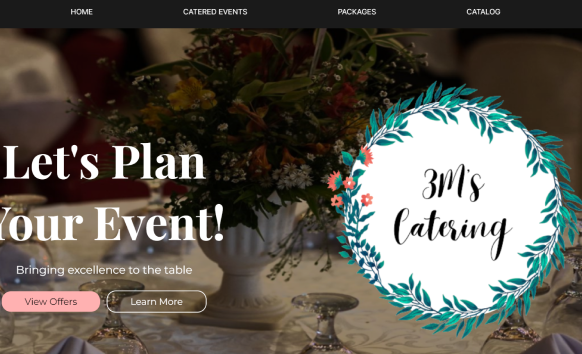 HOME CATERED EVENTS PACKAGES CATALOG
Let's Plan
Your Event!
Bringing excellence to the table
View Offers Learn More
3M's
Catering